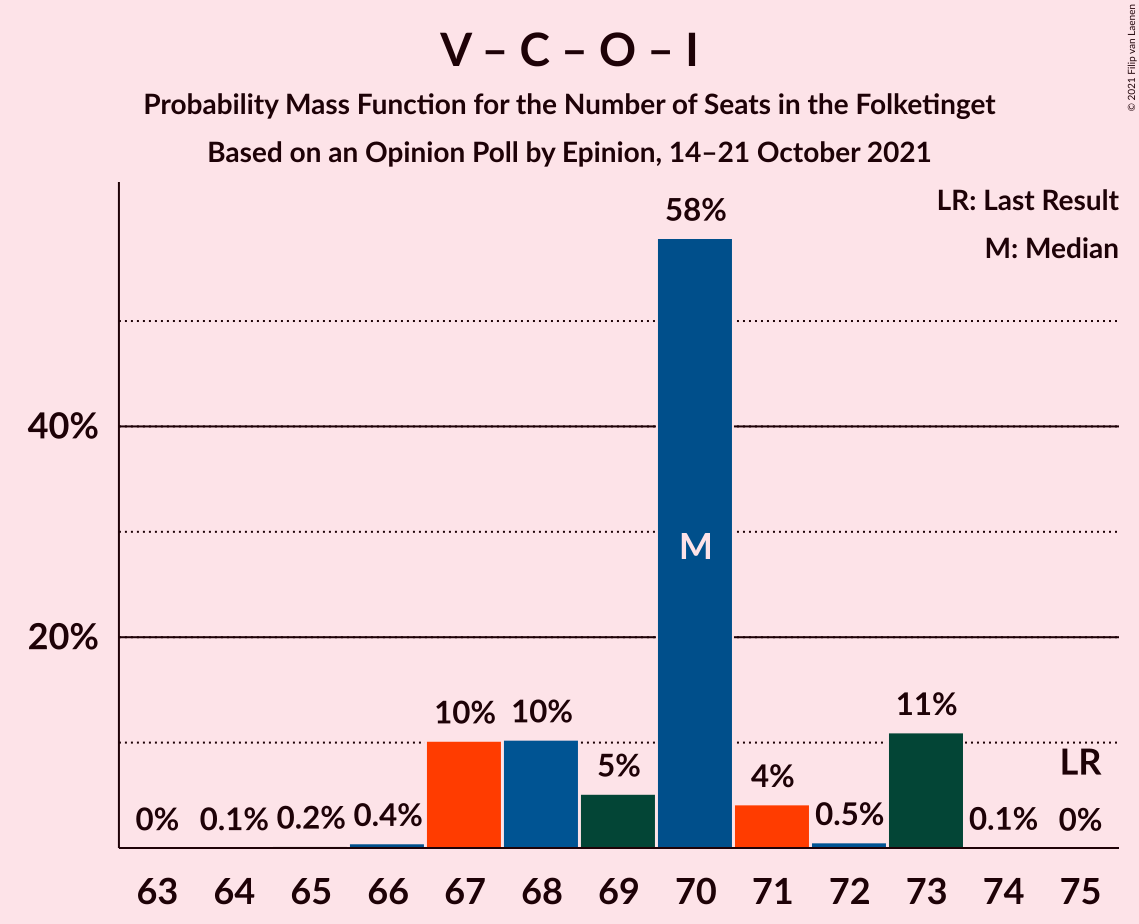 V – C – O – I
Probability Mass Function for the Number of Seats in the Folketinget
Based on an Opinion Poll by Epinion, 14–21 October 2021
© 2021 Filip van Laenen
LR: Last Result
M: Median
58%
40%
M
20%
11%
10% 10%
LR
5%
4%
0% 0.1% 0.2% 0.4% 0.5% 0.1% 0%
63 64 65 66 67 68 69 70 71 72 73 74 75